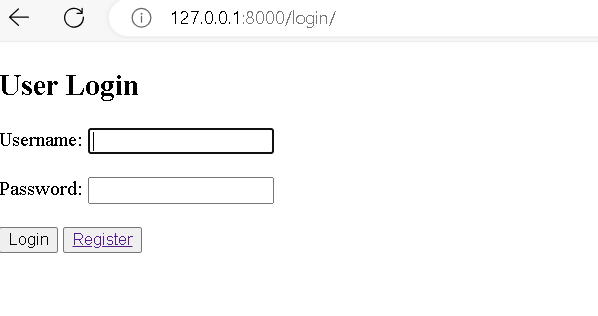 127.0.0.1:8000/login/
User Login
Username:
Password:
Login Register